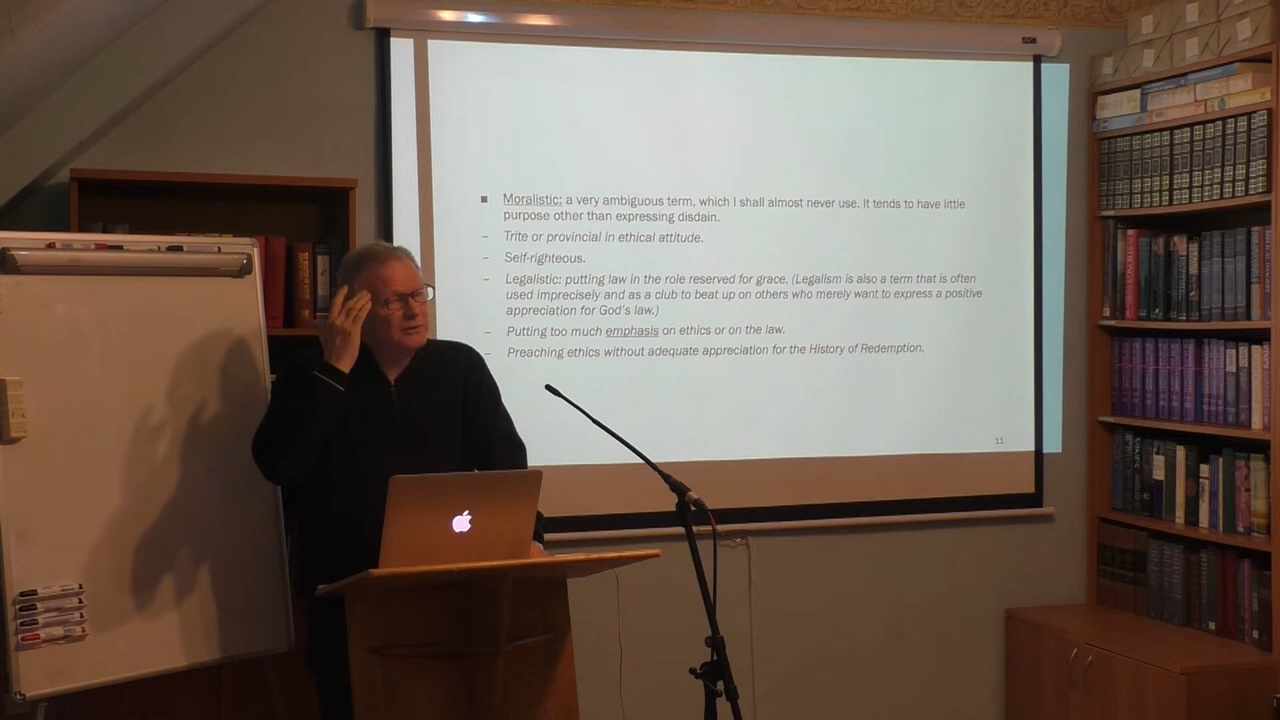 Moralistic: a very ambiguous term, which I shall almost never use. It tends to have little
purpose other than expressing disdain.
– Trite or provincial in ethical attitude.
– Self-righteous.
– Legalistic: putting law in the role reserved for grace. (Legalism is also a term that is often
used imprecisely and as a club to beat up on others who merely want to express a positive
appreciation for God's law.)
– Putting too much emphasis on ethics or on the law.
– Preaching ethics without adequate appreciation for the History of Redemption.
11